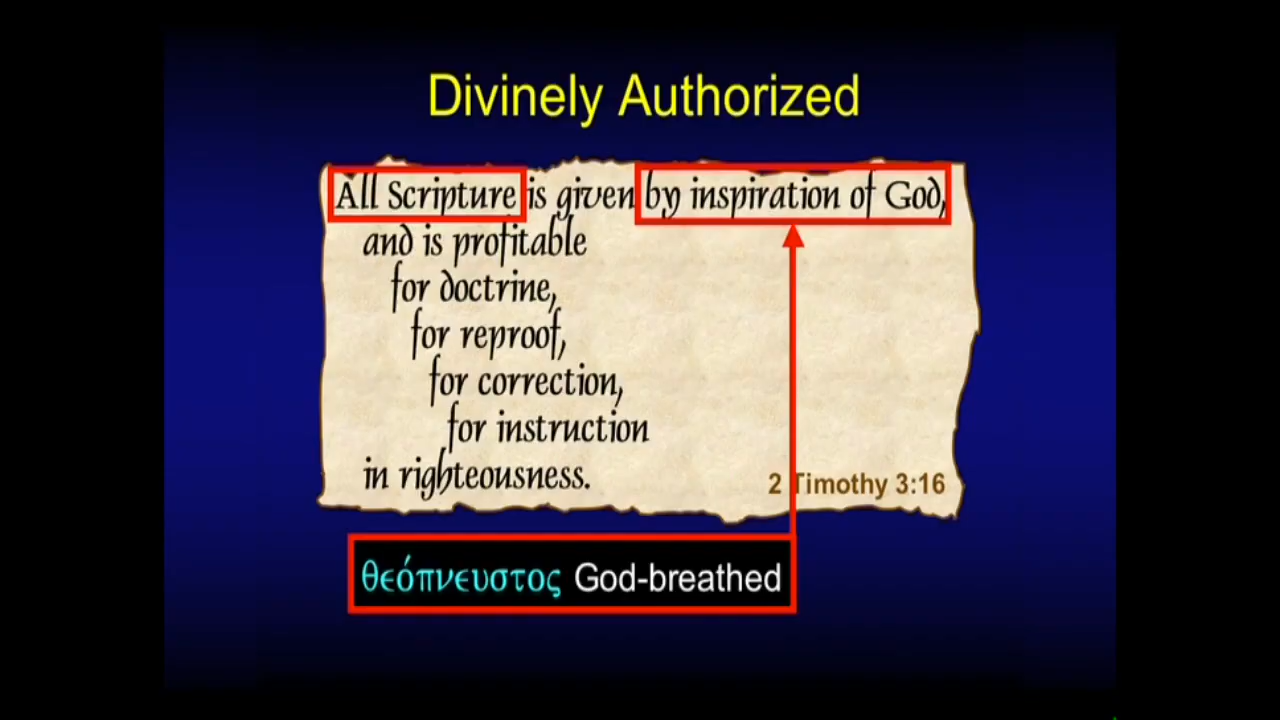 Divinely Authorized
All Scripture is given by inspiration of God,
and is profitable
for doctrine,
for reproof,
for correction,
for instruction
in righteousness.
2 Timothy 3:16
θεόπνευστος God-breathed